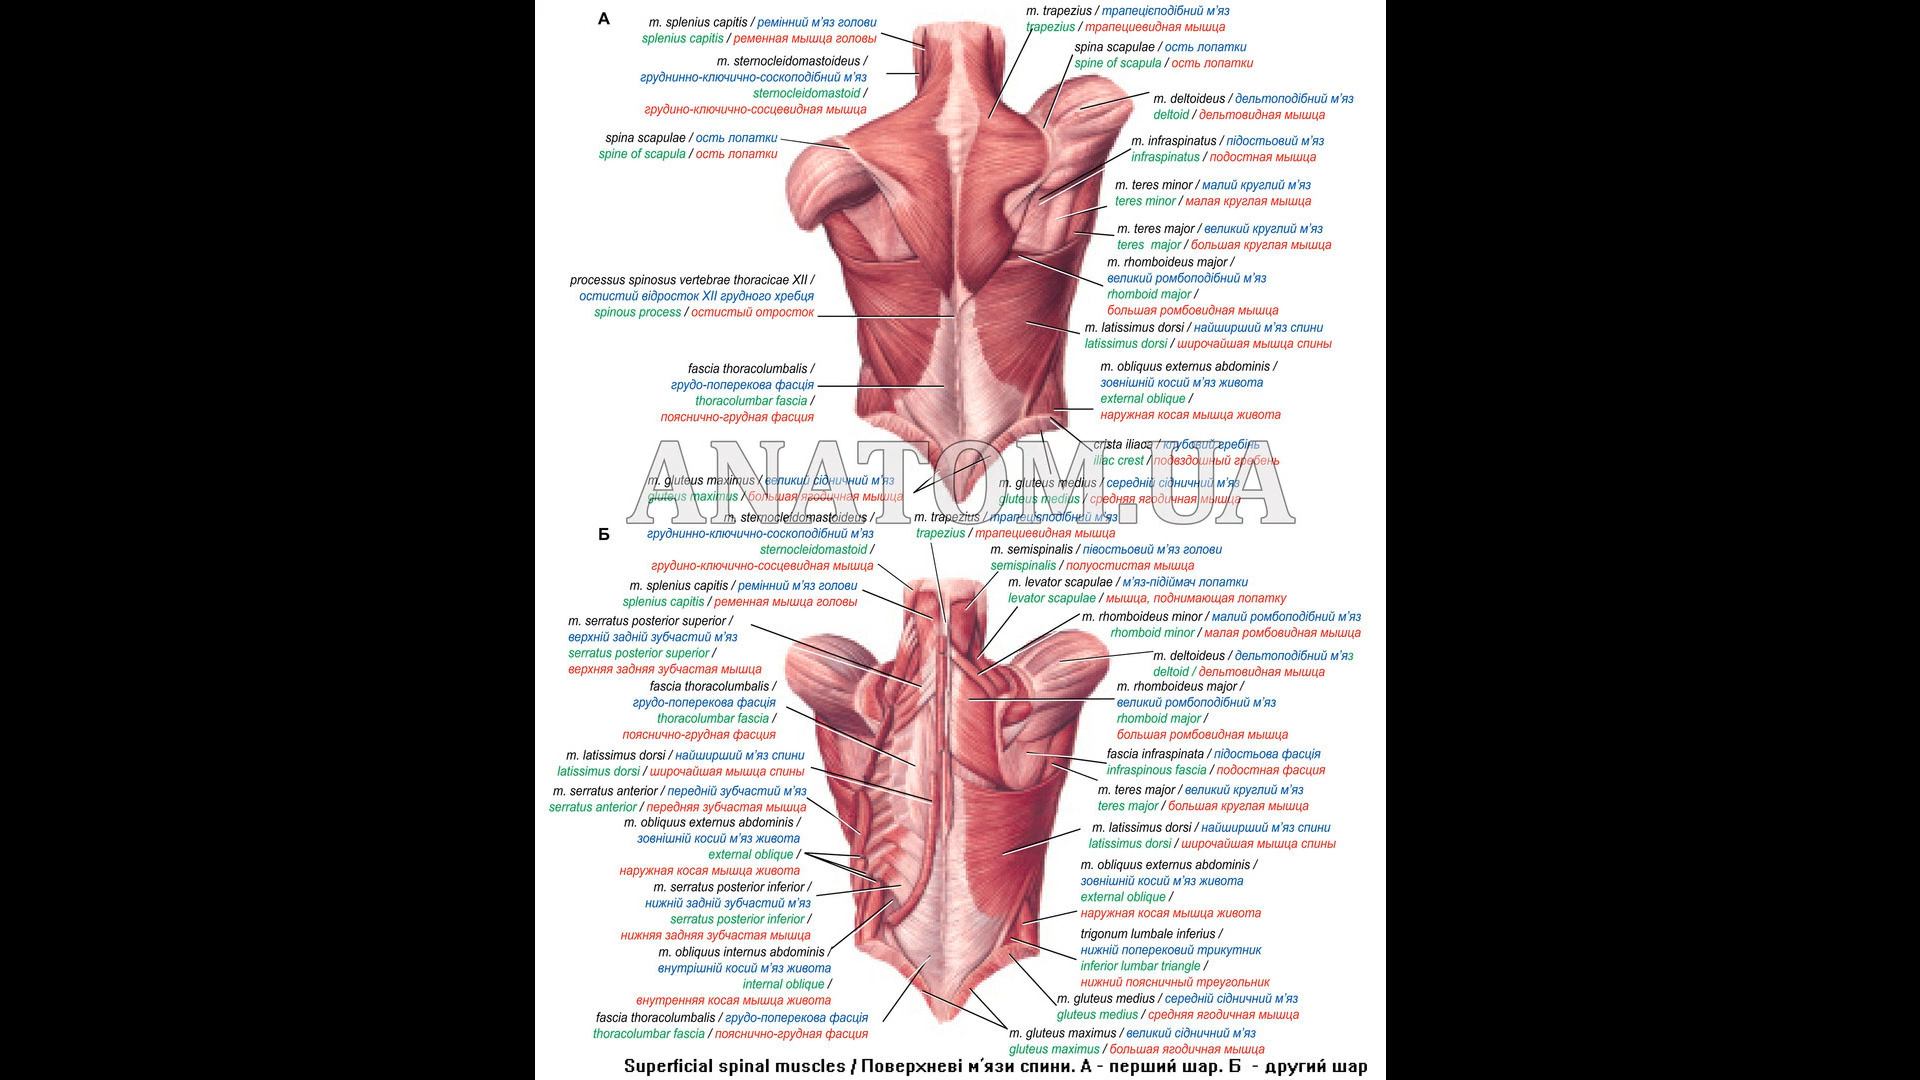 А
m. splenius capitis / ремінний м'яз голови
splenius capitis / ременная мышца головы
m. sternocleidomastoideus /
груднинно-ключично-соскоподібний м'яз
sternocleidomastoid /
грудино-ключично-сосцевидная мышца
spina scapulae / ость лопатки
spine of scapula / ость лопатки
processus spinosus vertebrae thoracicae XII /
остистий відросток XII грудного хребця
spinous process / остистый отросток
fascia thoracolumbalis /
грудо-поперекова фасція
thoracolumbar fascia /
пояснично-грудная фасция
m. gluteus maximus / великий сідничний м'яз
gluteus maximus / большая ягодичная мышца
m. trapezius / трапецієподібний м'яз
trapezius / трапециевидная мышца
spina scapulae / ость лопатки
spine of scapula / ость лопатки
m. deltoideus / дельтоподібний м'яз
deltoid / дельтовидная мышца
m. infraspinatus / підостьовий м'яз
infraspinatus / подостная мышца
m. teres minor / малий круглий м'яз
teres minor / малая круглая мышца
m. teres major / великий круглий м'яз
teres major / большая круглая мышца
m. rhomboideus major /
великий ромбоподібний м'яз
rhomboid major /
большая ромбовидная мышца
m. latissimus dorsi / найширший м'яз спини
latissimus dorsi / широчайшая мышца спины
m. obliquus externus abdominis /
зовнішній косий м'яз живота
external oblique /
наружная косая мышца живота
crista iliaca / клубовий гребінь
iliac crest / подвздошный гребень
m. gluteus medius / середній сідничний м'яз
gluteus medius / средняя ягодичная мышца
ANATOM.UA
Б
m. sternocleidomastoideus /
груднинно-ключично-соскоподібний м'яз
sternocleidomastoid /
грудино-ключично-сосцевидная мышца
m. splenius capitis / ремінний м'яз голови
splenius capitis / ременная мышца головы
m. serratus posterior superior /
верхній задній зубчастий м'яз
serratus posterior superior /
верхняя задняя зубчастая мышца
fascia thoracolumbalis /
грудо-поперекова фасція
thoracolumbar fascia /
пояснично-грудная фасция
m. latissimus dorsi / найширший м'яз спини
latissimus dorsi / широчайшая мышца спины
m. serratus anterior / передній зубчастий м'яз
serratus anterior / передняя зубчастая мышца
m. obliquus externus abdominis /
зовнішній косий м'яз живота
external oblique /
наружная косая мышца живота
m. serratus posterior inferior /
нижній задній зубчастий м'яз
serratus posterior inferior /
нижняя задняя зубчастая мышца
m. obliquus internus abdominis /
внутрішній косий м'яз живота
internal oblique /
внутренняя косая мышца живота
fascia thoracolumbalis / грудо-поперекова фасція
thoracolumbar fascia / пояснично-грудная фасция
m. trapezius / трапецієподібний м'яз
trapezius / трапециевидная мышца
m. semispinalis / півостьовий м'яз голови
semispinalis / полуостистая мышца
m. levator scapulae / м'яз-підіймач лопатки
levator scapulae / мышца, поднимающая лопатку
m. rhomboideus minor / малий ромбоподібний м'яз
rhomboid minor / малая ромбовидная мышца
m. deltoideus / дельтоподібний м'яз
deltoid / дельтовидная мышца
m. rhomboideus major /
великий ромбоподібний м'яз
rhomboid major /
большая ромбовидная мышца
fascia infraspinata / підостьова фасція
infraspinous fascia / подостная фасция
m. teres major / великий круглий м'яз
teres major / большая круглая мышца
m. latissimus dorsi / найширший м'яз спини
latissimus dorsi / широчайшая мышца спины
m. obliquus externus abdominis /
зовнішній косий м'яз живота
external oblique /
наружная косая мышца живота
trigonum lumbale inferius /
нижній поперековий трикутник
inferior lumbar triangle /
нижний поясничный треугольник
m. gluteus medius / середній сідничний м'яз
gluteus medius / средняя ягодичная мышца
m. gluteus maximus / великий сідничний м'яз
gluteus maximus / большая ягодичная мышца
Superficial spinal muscles / Поверхневі м'язи спини. А - перший шар. Б - другий шар